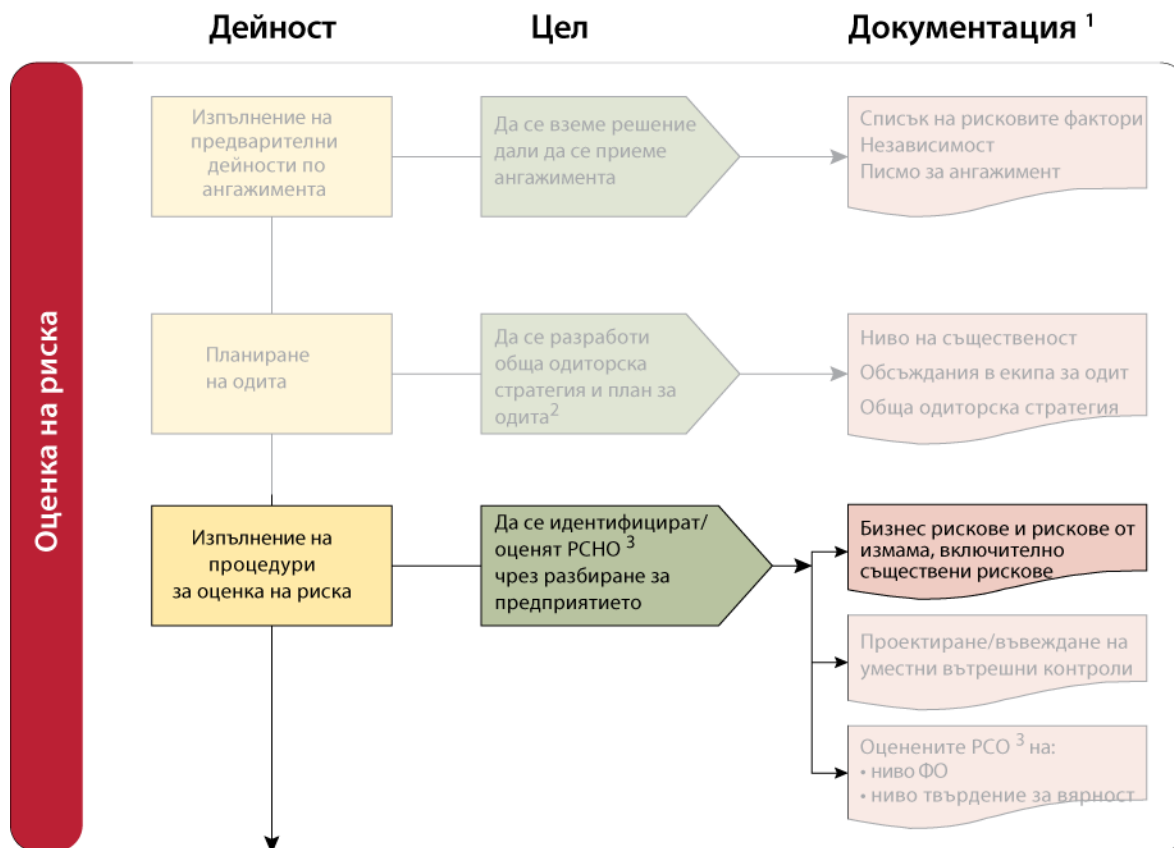 Дейност
Цел
Документация ¹
Оценка на риска
Изпълнение на
предварителни
дейности по
ангажимента
Да се вземе решение
дали да се приеме
ангажимента
Списък на рисковите фактори
Независимост
Писмо за ангажимент
Планиране
на одита
Да се разработи
обща одиторска
стратегия и план за
одита²
Ниво на същественост
Обсъждания в екипа за одит
Обща одиторска стратегия
Изпълнение на
процедури
за оценка на риска
Да се идентифицират/
оценят РСНО ³
чрез разбиране за
предприятието
Бизнес рискове и рискове от
измама, включително
съществени рискове
Проектиране/въвеждане на
уместни вътрешни контроли
Оценените РСО ³ на:
• ниво ФО
• ниво твърдение за вярност